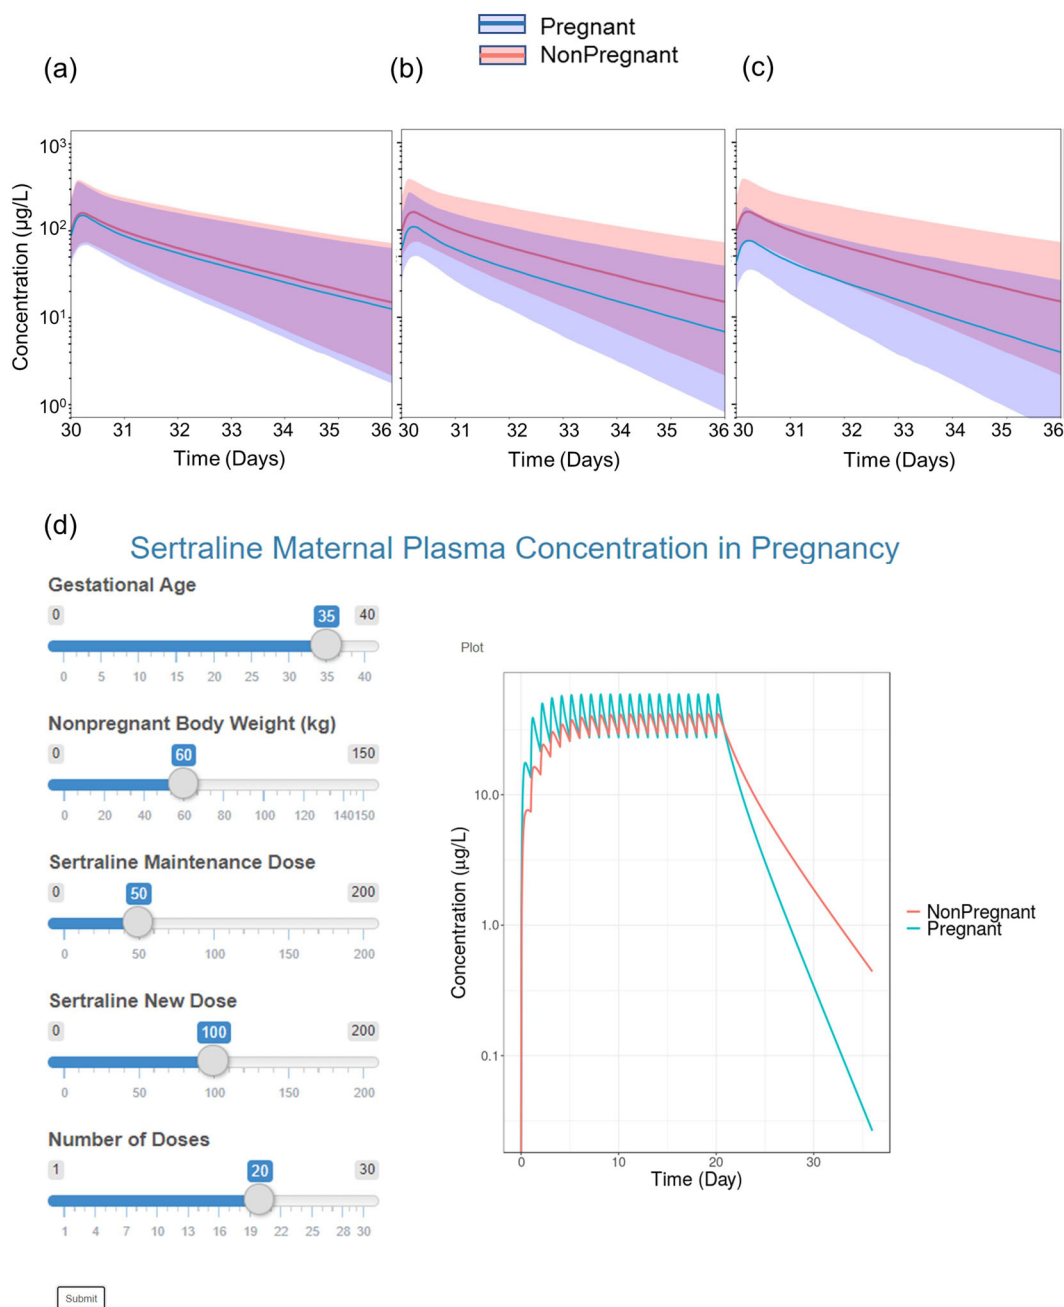 Pregnant
NonPregnant
(a) (b) (c)
Concentration (µg/L)
10³
10²
10¹
10⁰
30 31 32 33 34 35 36
30 31 32 33 34 35 36
30 31 32 33 34 35 36
Time (Days) Time (Days) Time (Days)
(d)
Sertraline Maternal Plasma Concentration in Pregnancy
Gestational Age
0 35 40
0 5 10 15 20 25 30 35 40
Nonpregnant Body Weight (kg)
0 60 150
0 20 40 60 80 100 120 140150
Sertraline Maintenance Dose
0 50 200
0 50 100 150 200
Sertraline New Dose
0 100 200
0 50 100 150 200
Number of Doses
1 20 30
1 4 7 10 13 16 19 22 25 28 30
Submit
Plot
Concentration (µg/L)
10.0
1.0
0.1
0 10 20 30
Time (Day)
NonPregnant
Pregnant